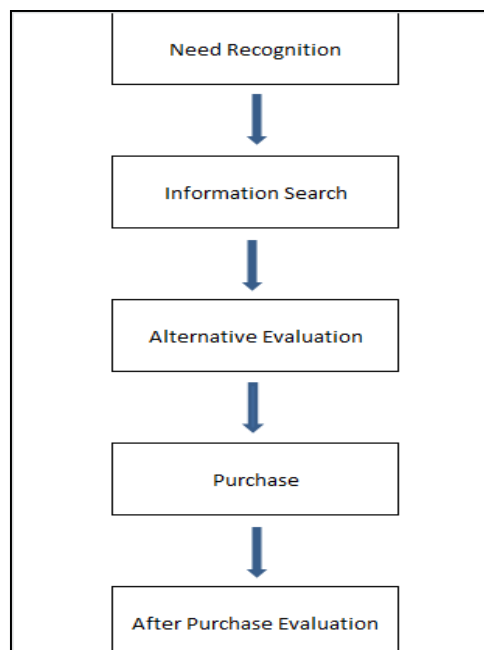 Need Recognition
Information Search
Alternative Evaluation
Purchase
After Purchase Evaluation